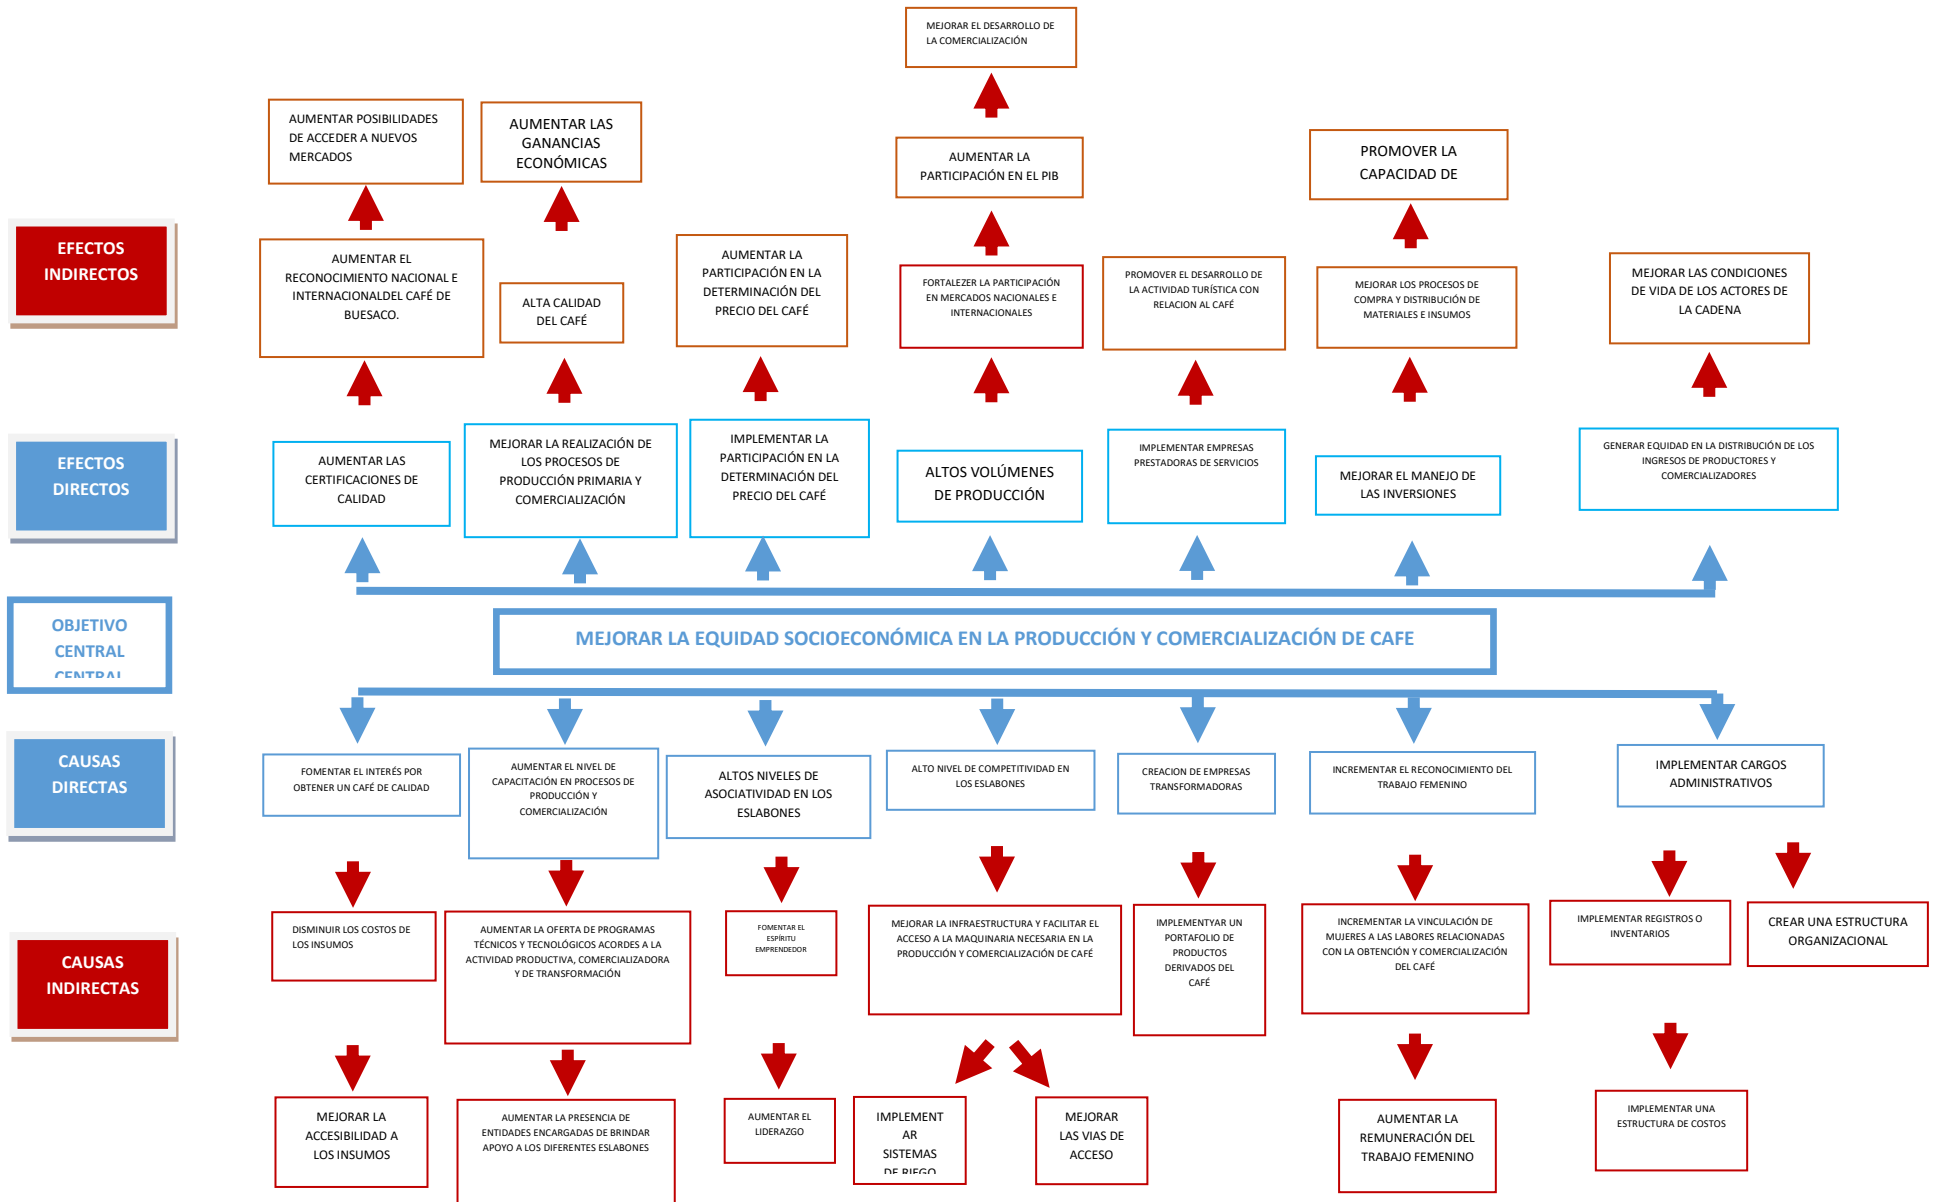 MEJORAR EL DESARROLLO DE
LA COMERCIALIZACIÓN
AUMENTAR POSIBILIDADES
DE ACCEDER A NUEVOS
MERCADOS
AUMENTAR LAS
GANANCIAS
ECONÓMICAS
AUMENTAR LA
PARTICIPACIÓN EN EL PIB
PROMOVER LA
CAPACIDAD DE
EFECTOS
INDIRECTOS
AUMENTAR EL
RECONOCIMIENTO NACIONAL E
INTERNACIONALDEL CAFÉ DE
BUESACO.
ALTA CALIDAD
DEL CAFÉ
AUMENTAR LA
PARTICIPACIÓN EN LA
DETERMINACIÓN DEL
PRECIO DEL CAFÉ
FORTALEZER LA PARTICIPACIÓN
EN MERCADOS NACIONALES E
INTERNACIONALES
PROMOVER EL DESARROLLO DE
LA ACTIVIDAD TURÍSTICA CON
RELACION AL CAFÉ
MEJORAR LOS PROCESOS DE
COMPRA Y DISTRIBUCIÓN DE
MATERIALES E INSUMOS
MEJORAR LAS CONDICIONES
DE VIDA DE LOS ACTORES DE
LA CADENA
EFECTOS
DIRECTOS
AUMENTAR LAS
CERTIFICACIONES DE
CALIDAD
MEJORAR LA REALIZACIÓN DE
LOS PROCESOS DE
PRODUCCIÓN PRIMARIA Y
COMERCIALIZACIÓN
IMPLEMENTAR LA
PARTICIPACIÓN EN LA
DETERMINACIÓN DEL
PRECIO DEL CAFÉ
ALTOS VOLÚMENES
DE PRODUCCIÓN
IMPLEMENTAR EMPRESAS
PRESTADORAS DE SERVICIOS
MEJORAR EL MANEJO DE
LAS INVERSIONES
GENERAR EQUIDAD EN LA DISTRIBUCIÓN DE LOS
INGRESOS DE PRODUCTORES Y
COMERCIALIZADORES
OBJETIVO
CENTRAL
CENTRAL
MEJORAR LA EQUIDAD SOCIOECONÓMICA EN LA PRODUCCIÓN Y COMERCIALIZACIÓN DE CAFE
CAUSAS
DIRECTAS
FOMENTAR EL INTERÉS POR
OBTENER UN CAFÉ DE CALIDAD
AUMENTAR EL NIVEL DE
CAPACITACIÓN EN PROCESOS DE
PRODUCCIÓN Y
COMERCIALIZACIÓN
ALTOS NIVELES DE
ASOCIATIVIDAD EN LOS
ESLABONES
ALTO NIVEL DE COMPETITIVIDAD EN
LOS ESLABONES
CREACION DE EMPRESAS
TRANSFORMADORAS
INCREMENTAR EL RECONOCIMIENTO DEL
TRABAJO FEMENINO
IMPLEMENTAR CARGOS
ADMINISTRATIVOS
CAUSAS
INDIRECTAS
DISMINUIR LOS COSTOS DE
LOS INSUMOS
AUMENTAR LA OFERTA DE PROGRAMAS
TÉCNICOS Y TECNOLÓGICOS ACORDES A LA
ACTIVIDAD PRODUCTIVA, COMERCIALIZADORA
Y DE TRANSFORMACIÓN
FOMENTAR EL
ESPÍRITU
EMPRENDEDOR
MEJORAR LA INFRAESTRUCTURA Y FACILITAR EL
ACCESO A LA MAQUINARIA NECESARIA EN LA
PRODUCCIÓN Y COMERCIALIZACIÓN DE CAFÉ
IMPLEMENTYAR UN
PORTAFOLIO DE
PRODUCTOS
DERIVADOS DEL
CAFÉ
INCREMENTAR LA VINCULACIÓN DE
MUJERES A LAS LABORES RELACIONADAS
CON LA OBTENCIÓN Y COMERCIALIZACIÓN
DEL CAFÉ
IMPLEMENTAR REGISTROS O
INVENTARIOS
CREAR UNA ESTRUCTURA
ORGANIZACIONAL
MEJORAR LA
ACCESIBILIDAD A
LOS INSUMOS
AUMENTAR LA PRESENCIA DE
ENTIDADES ENCARGADAS DE BRINDAR
APOYO A LOS DIFERENTES ESLABONES
AUMENTAR EL
LIDERAZGO
IMPLEMENT
AR
SISTEMAS
DE RIEGO
MEJORAR
LAS VIAS DE
ACCESO
AUMENTAR LA
REMUNERACIÓN DEL
TRABAJO FEMENINO
IMPLEMENTAR UNA
ESTRUCTURA DE COSTOS